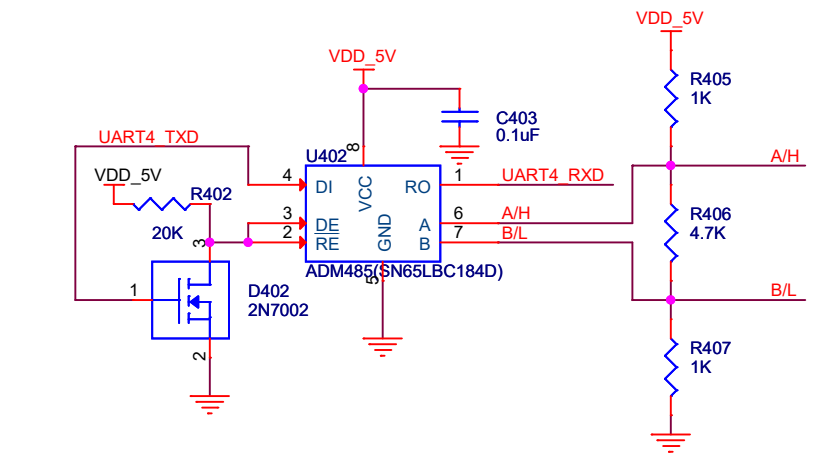 VDD_5V
R405
1K
VDD_5V
C403
0.1uF
UART4_TXD
U402
8
4
DI
VCC
RO
1
UART4_RXD
A/H
VDD_5V
R402
20K
3
3
DE
2
RE
GND
A
6
A/H
B
7
B/L
R406
4.7K
ADM485(SN65LBC184D)
5
1
D402
2N7002
B/L
2
R407
1K